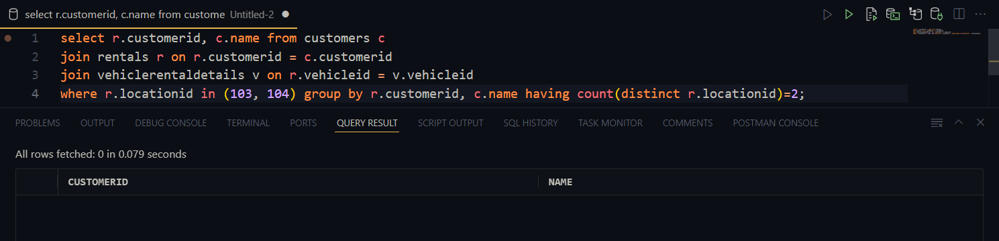 select r.customerid, c.name from custome Untitled-2
1 select r.customerid, c.name from customers c
2 join rentals r on r.customerid = c.customerid
3 join vehiclerentaldetails v on r.vehicleid = v.vehicleid
4 where r.locationid in (103, 104) group by r.customerid, c.name having count(distinct r.locationid)=2;
PROBLEMS OUTPUT DEBUG CONSOLE TERMINAL PORTS QUERY RESULT SCRIPT OUTPUT SQL HISTORY TASK MONITOR COMMENTS POSTMAN CONSOLE
All rows fetched: 0 in 0.079 seconds
CUSTOMERID NAME